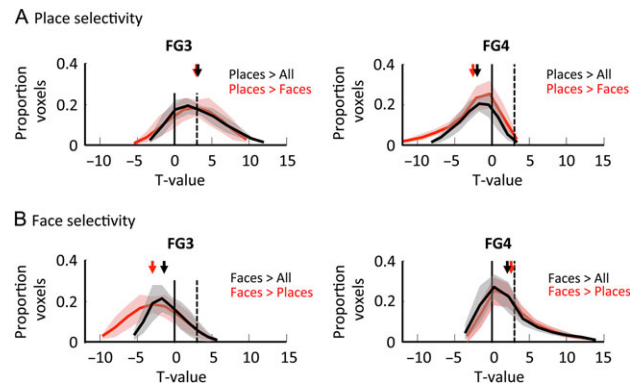 A Place selectivity
FG3
FG4
Proportion
voxels
0.4
0.2
0
Places > All
Places > Faces
−10 −5 0 5 10 15
T-value
Proportion
voxels
0.4
0.2
0
Places > All
Places > Faces
−10 −5 0 5 10 15
T-value
B Face selectivity
FG3
FG4
Proportion
voxels
0.4
0.2
0
Faces > All
Faces > Places
−10 −5 0 5 10 15
T-value
Proportion
voxels
0.4
0.2
0
Faces > All
Faces > Places
−10 −5 0 5 10 15
T-value